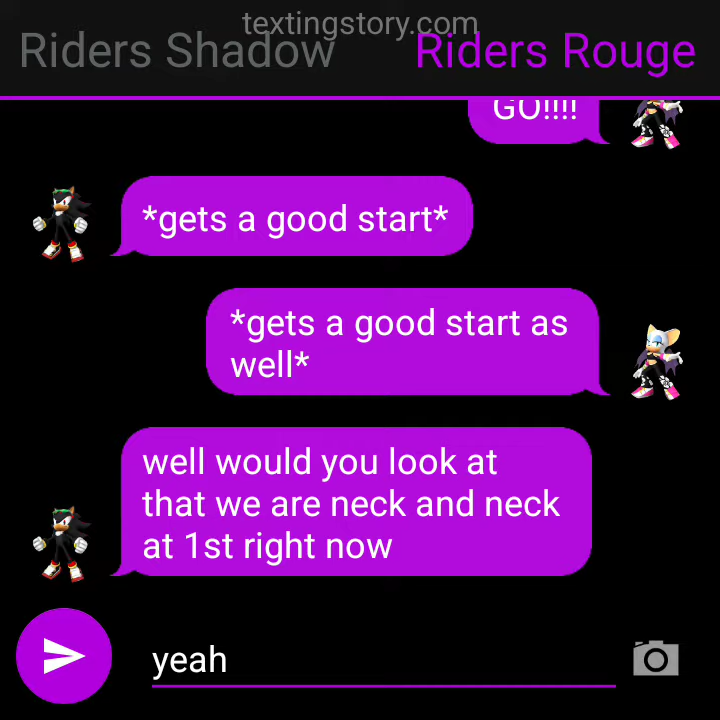 textingstory.com
Riders Shadow
Riders Rouge
GO!!!!
*gets a good start*
*gets a good start as
well*
well would you look at
that we are neck and neck
at 1st right now
yeah